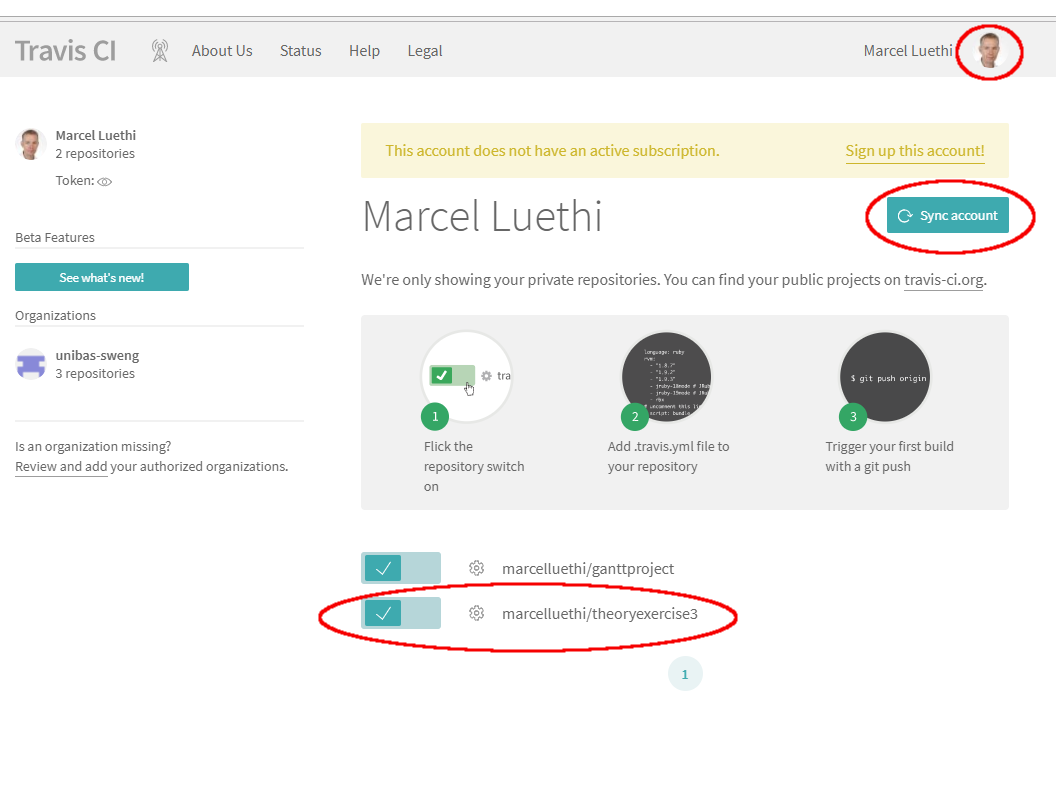 Travis CI
About Us
Status
Help
Legal
Marcel Luethi
Marcel Luethi
2 repositories
Token:
Beta Features
See what's new!
Organizations
unibas-sweng
3 repositories
Is an organization missing?
Review and add your authorized organizations.
This account does not have an active subscription.
Sign up this account!
Marcel Luethi
Sync account
We're only showing your private repositories. You can find your public projects on travis-ci.org.
tra
1
Flick the
repository switch
on
language: ruby
rvm:
- "1.8.7"
- "1.9.2"
- "1.9.3"
- jruby-18mode # JRub
- jruby-19mode # JRu
- rbx
# uncomment this li
script: bundle
2
Add .travis.yml file to
your repository
$ git push origin
3
Trigger your first build
with a git push
marcelluethi/ganttproject
marcelluethi/theoryexercise3
1